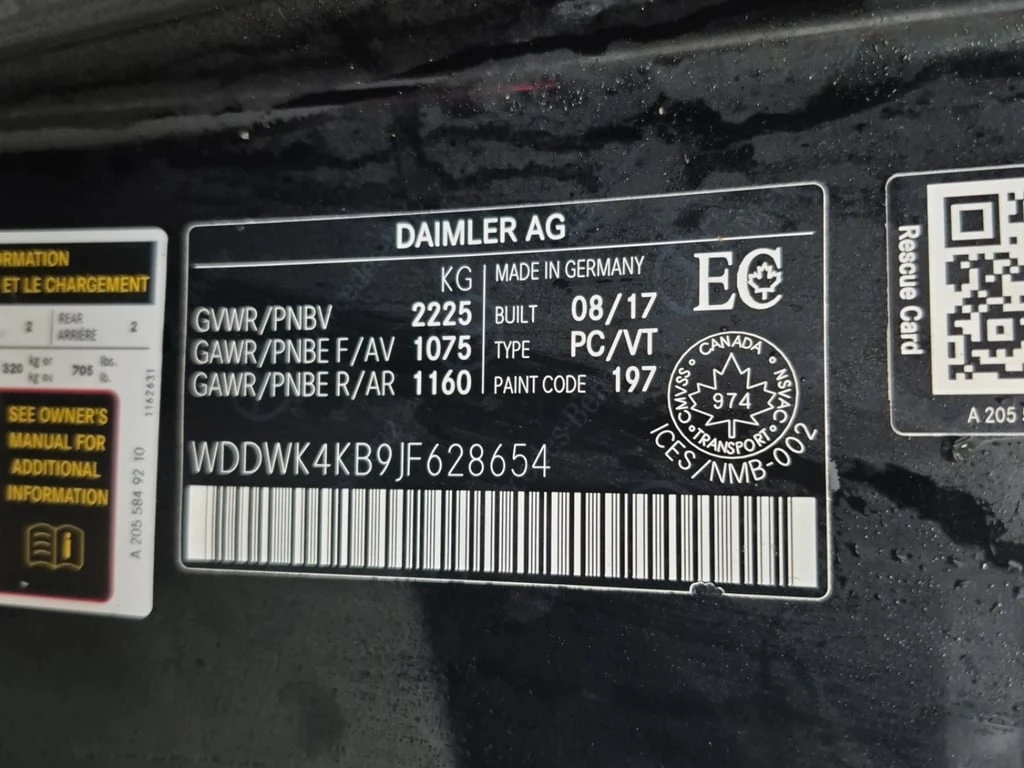 RMATION
ET LE CHARGEMENT
2
REAR
ARRIÈRE
2
320
kg or
kg ou
705
lbs.
lb.
SEE OWNER'S
MANUAL FOR
ADDITIONAL
INFORMATION
i
A 205 584 92 10
1162631
DAIMLER AG
KG
GVWR/PNBV 2225
GAWR/PNBE F/AV 1075
GAWR/PNBE R/AR 1160
MADE IN GERMANY
BUILT 08/17
TYPE PC/VT
PAINT CODE 197
EC
CANADA
974
TRANSPORT
NSVAC
CMVSS
ICES/NMB-002
WDDWK4KB9JF628654
Rescue Card
A 205 5